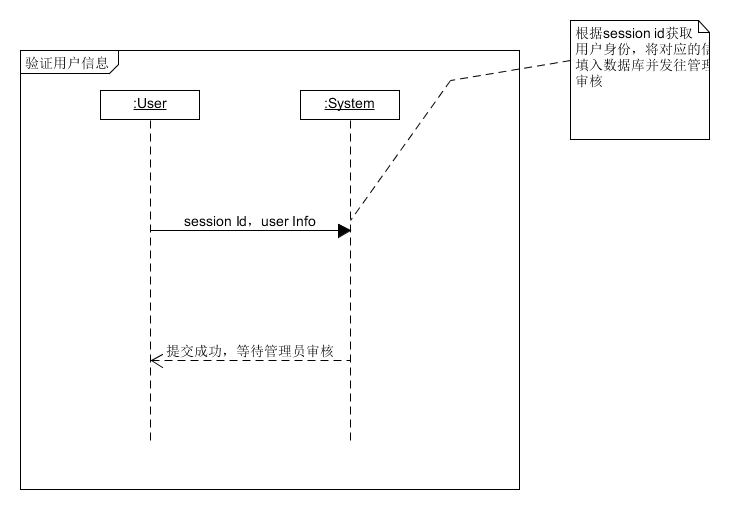 验证用户信息
:User
:System
session Id，user Info
提交成功，等待管理员审核
根据session id获取
用户身份，将对应的信
填入数据库并发往管理
审核